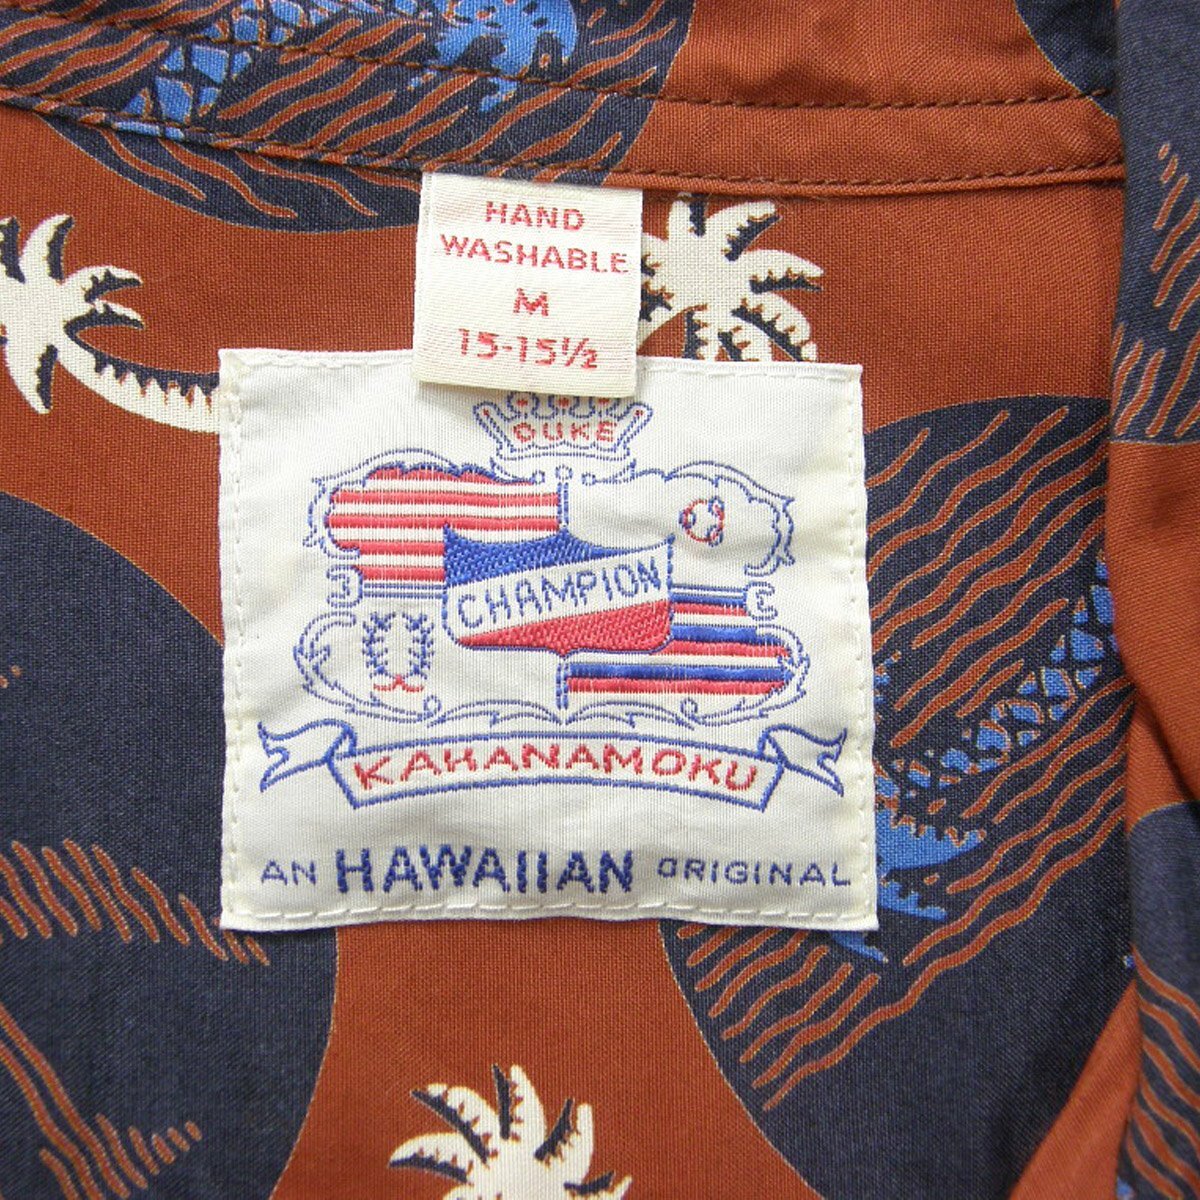 HAND
WASHABLE
M
15-15½
DUKE
CHAMPION
KAHANAMOKU
AN HAWAIIAN ORIGINAL